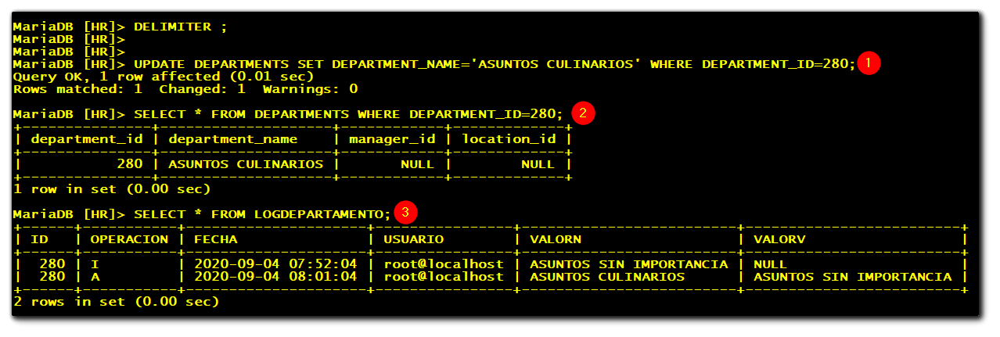 MariaDB [HR]> DELIMITER ;
MariaDB [HR]>
MariaDB [HR]>
MariaDB [HR]> UPDATE DEPARTMENTS SET DEPARTMENT_NAME='ASUNTOS CULINARIOS' WHERE DEPARTMENT_ID=280; 1
Query OK, 1 row affected (0.01 sec)
Rows matched: 1  Changed: 1  Warnings: 0
MariaDB [HR]> SELECT * FROM DEPARTMENTS WHERE DEPARTMENT_ID=280; 2
+---------------+--------------------+------------+-------------+
| department_id | department_name    | manager_id | location_id |
+---------------+--------------------+------------+-------------+
|           280 | ASUNTOS CULINARIOS |       NULL |        NULL |
+---------------+--------------------+------------+-------------+
1 row in set (0.00 sec)
MariaDB [HR]> SELECT * FROM LOGDEPARTAMENTO; 3
+------+-----------+---------------------+----------------+-------------------------+-------------------------+
| ID   | OPERACION | FECHA               | USUARIO        | VALORN                  | VALORV                  |
+------+-----------+---------------------+----------------+-------------------------+-------------------------+
|  280 | I         | 2020-09-04 07:52:04 | root@localhost | ASUNTOS SIN IMPORTANCIA | NULL                    |
|  280 | A         | 2020-09-04 08:01:04 | root@localhost | ASUNTOS CULINARIOS      | ASUNTOS SIN IMPORTANCIA |
+------+-----------+---------------------+----------------+-------------------------+-------------------------+
2 rows in set (0.00 sec)